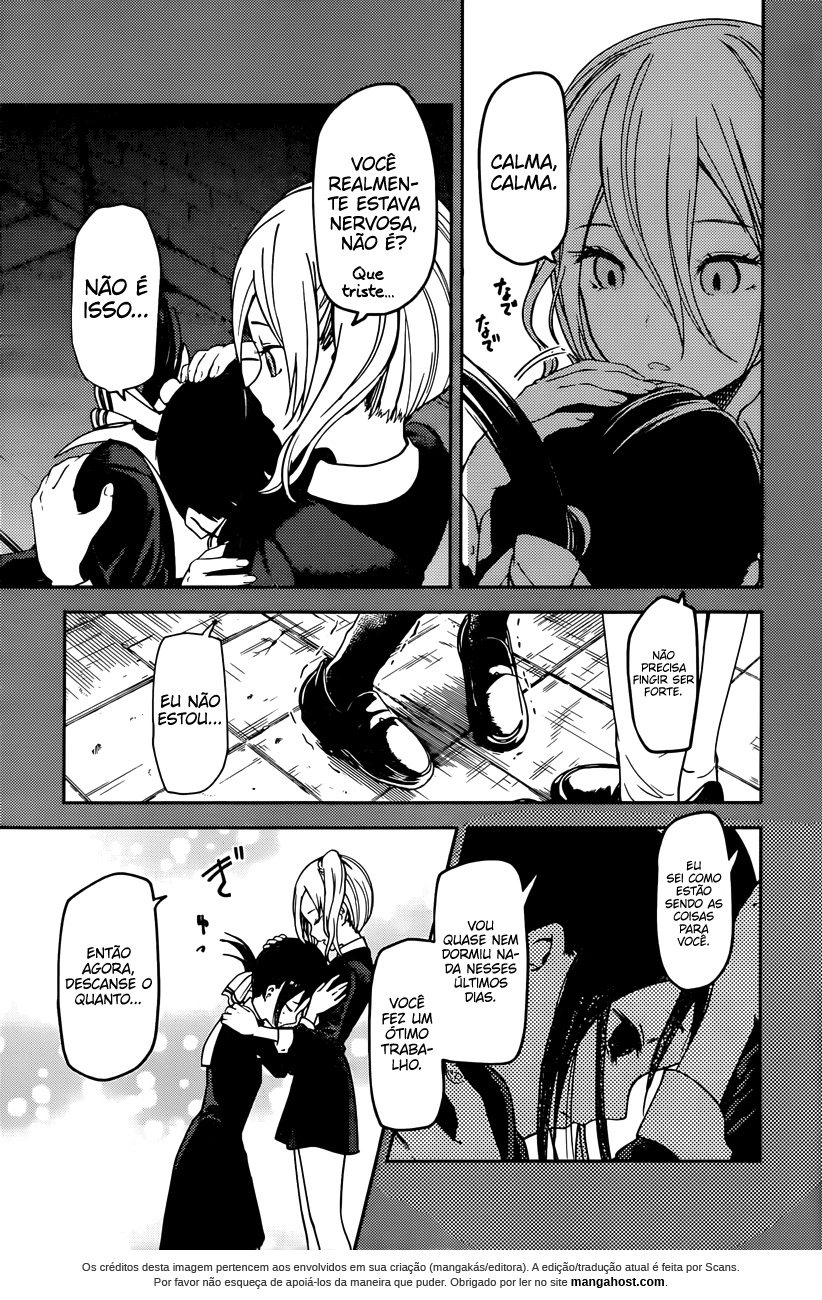 CALMA,
CALMA.
なで
なで
VOCÊ
REALMEN-
TE ESTAVA
NERVOSA,
NÃO É?
Que
triste...
NÃO É
ISSO...
NÃO
PRECISA
FINGIR SER
FORTE.
EU NÃO
ESTOU...
EU
SEI COMO
ESTÃO
SENDO AS
COISAS
PARA
VOCÊ.
VOU
QUASE NEM
DORMIU NA-
DA NESSES
ÚLTIMOS
DIAS.
VOCÊ
FEZ UM
ÓTIMO
TRABA-
LHO.
ぎ
ゅっ
ENTÃO
AGORA,
DESCANSE O
QUANTO...
Os créditos desta imagem pertencem aos envolvidos em sua criação (mangakás/editora). A edição/tradução atual é feita por Scans.
Por favor não esqueça de apoiá-los da maneira que puder. Obrigado por ler no site mangahost.com.